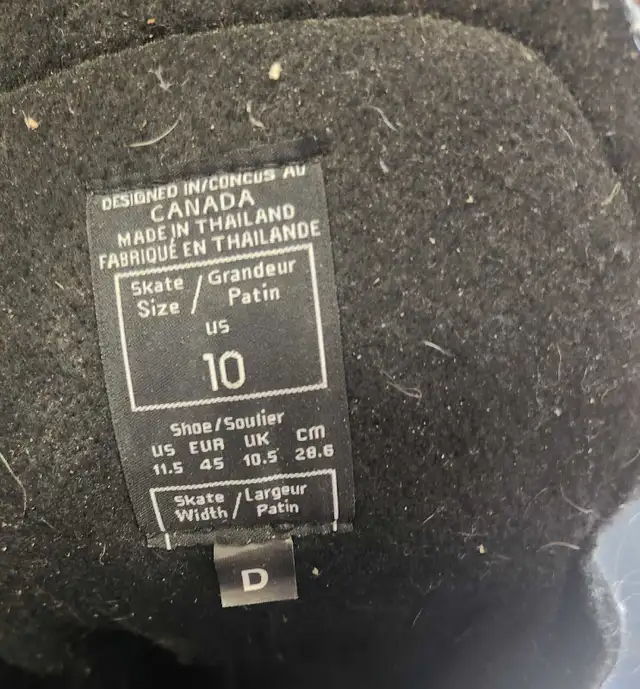 DESIGNED IN/CONCUS AU
CANADA
MADE IN THAILAND
FABRIQUÉ EN THAILANDE
Skate / Grandeur
Size / Patin
US
10
Shoe/Soulier
US EUR UK CM
11.5 45 10.5 28.6
Skate / Largeur
Width / Patin
D